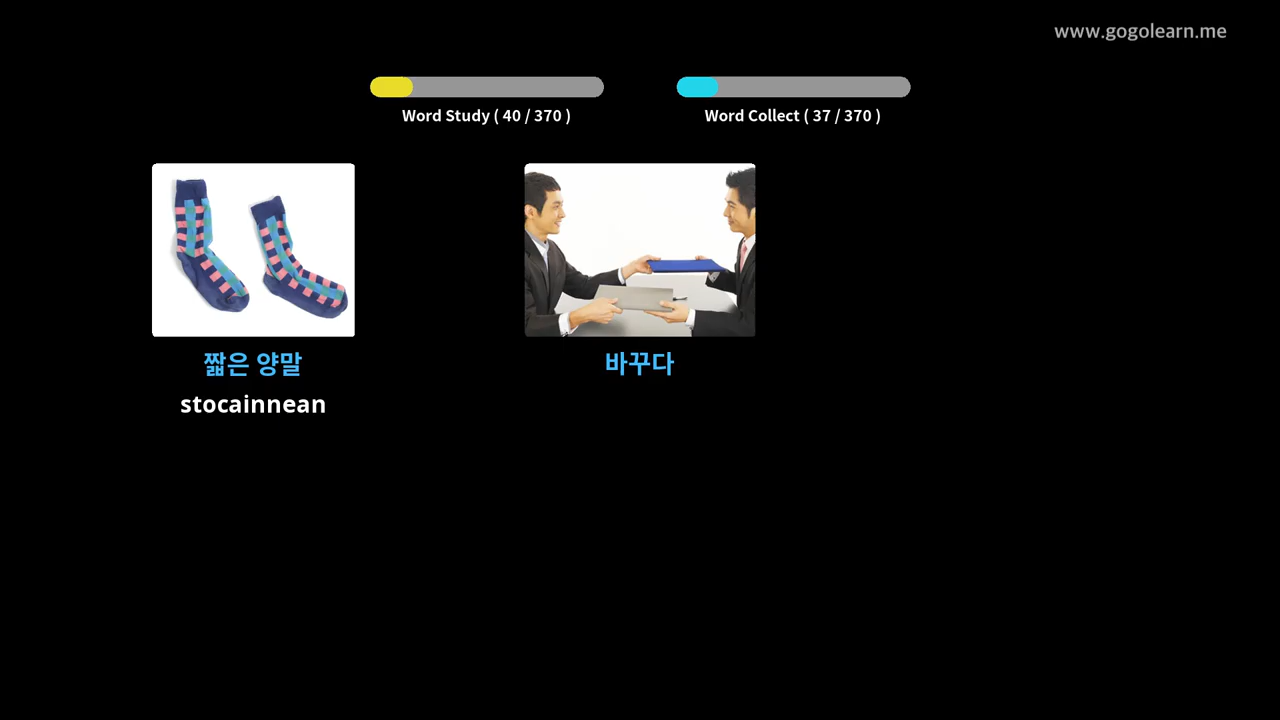 www.gogolearn.me
Word Study ( 40 / 370 )
Word Collect ( 37 / 370 )
짧은 양말
stocainnean
바꾸다